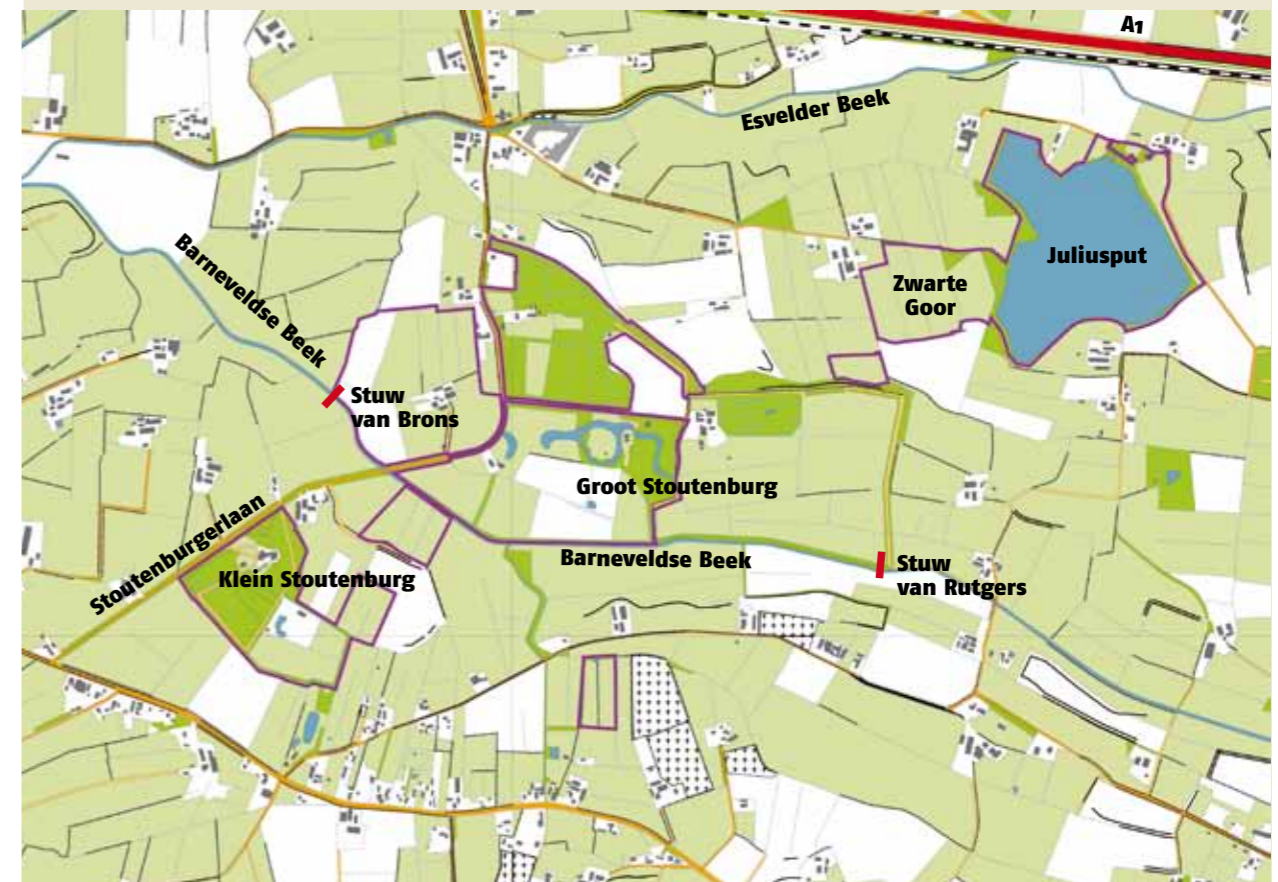 A1
Esvelder Beek
Barneveldse Beek
Juliusput
Zwarte
Goor
Stuw
van Brons
Groot Stoutenburg
Stoutenburgerlaan
Barneveldse Beek
Klein Stoutenburg
Stuw
van Rutgers